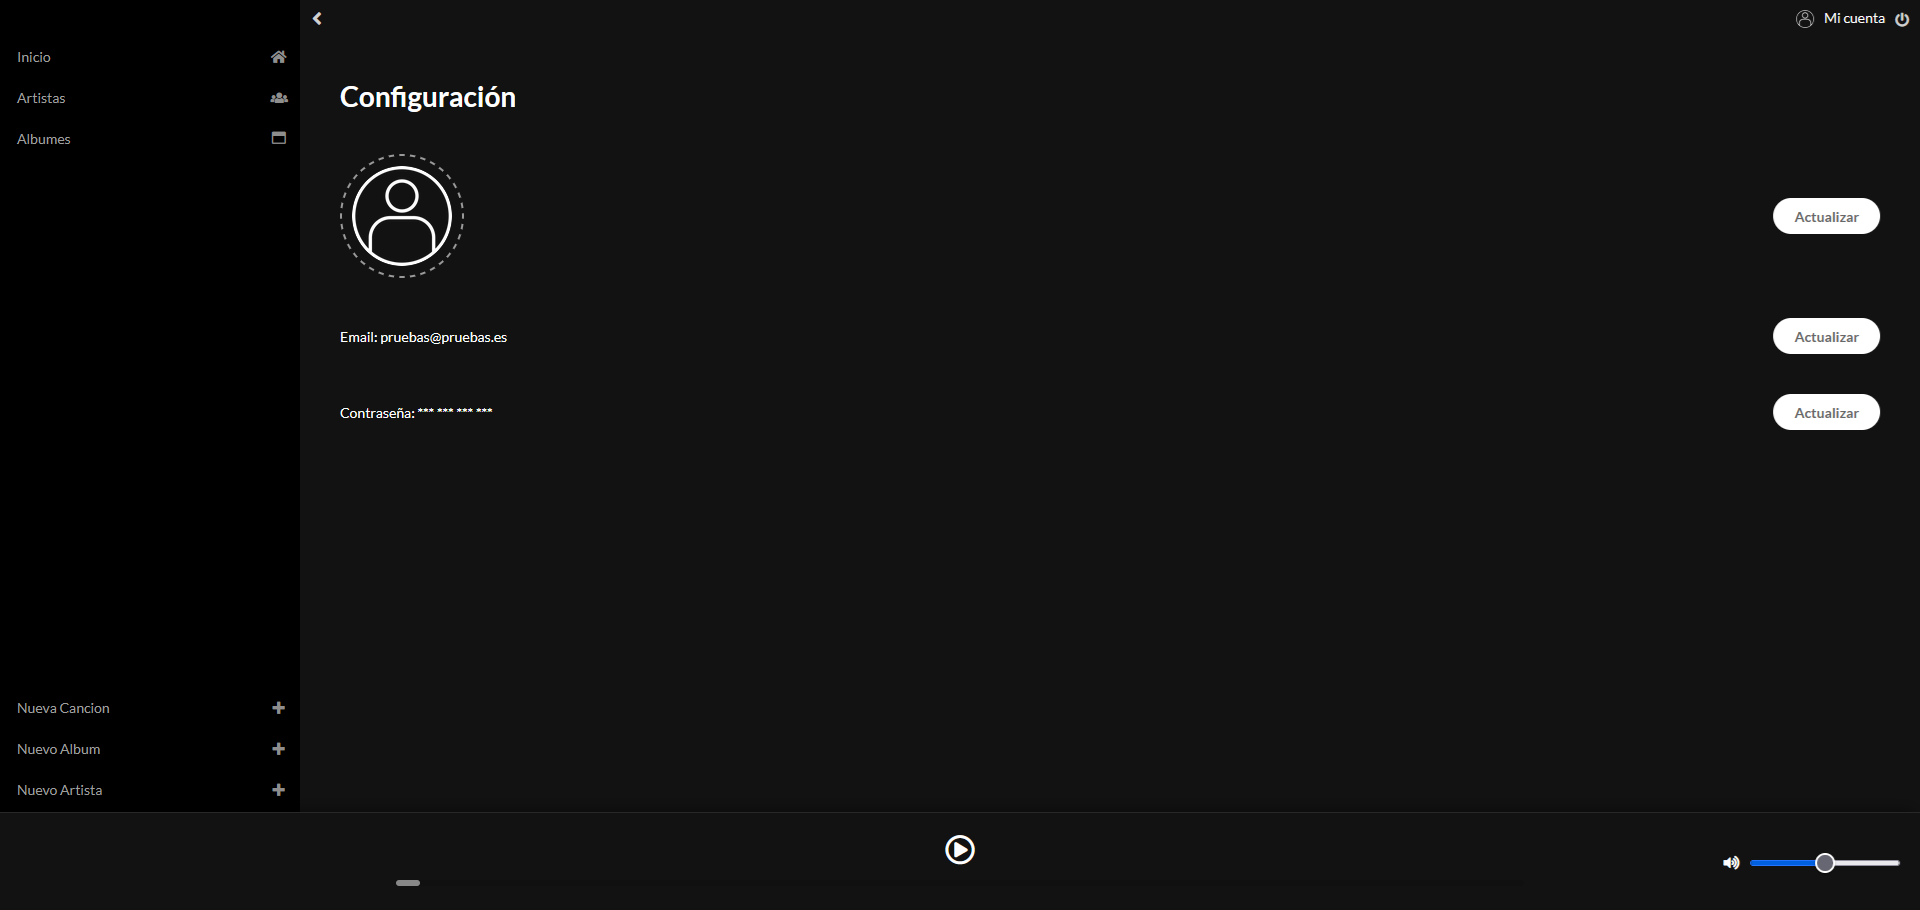 Mi cuenta
Inicio
Artistas
Albumes
Configuración
Actualizar
Email: pruebas@pruebas.es
Actualizar
Contraseña: *** *** *** ***
Actualizar
Nueva Cancion
Nuevo Album
Nuevo Artista